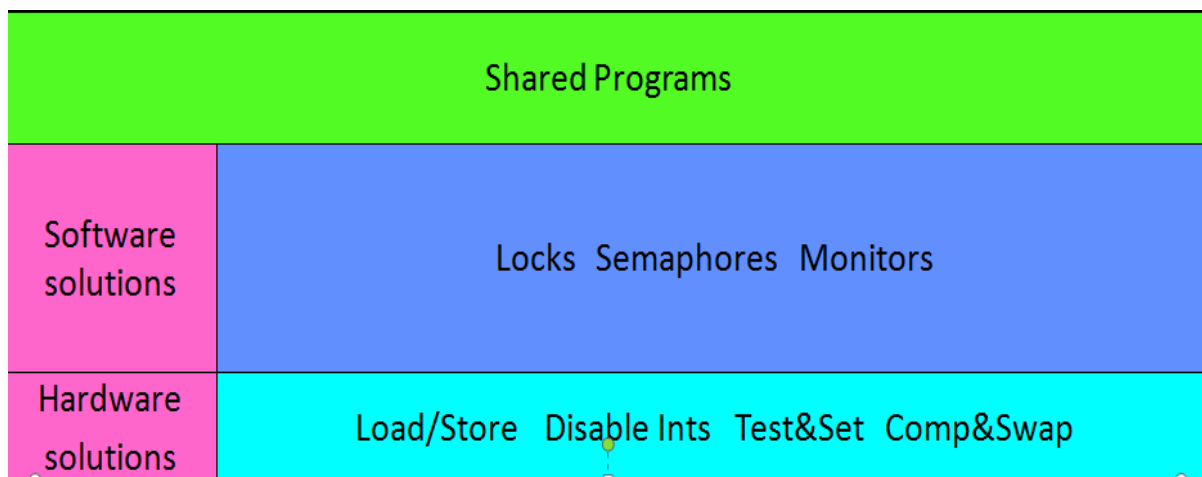 Shared Programs
Software
solutions
Locks Semaphores Monitors
Hardware
solutions
Load/Store Disable Ints Test&Set Comp&Swap